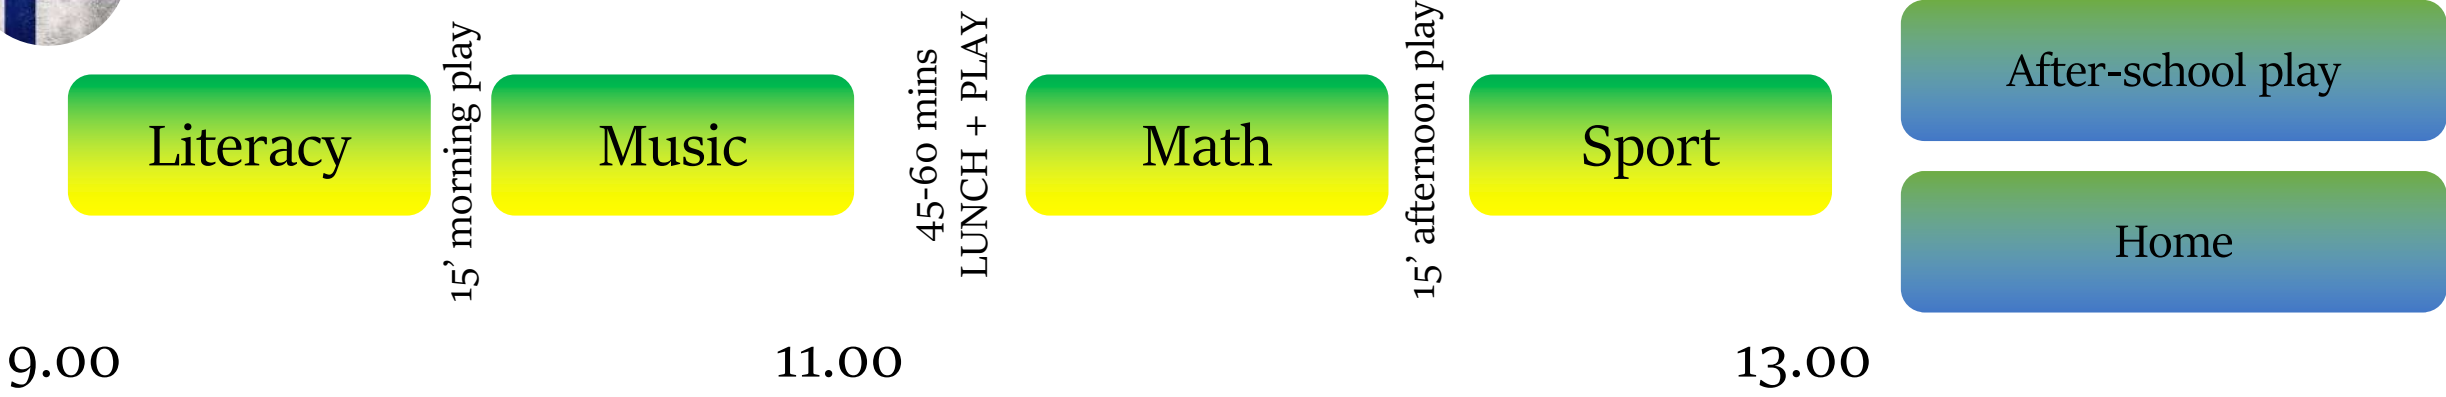 Literacy
15’ morning play
Music
45-60 mins
LUNCH + PLAY
Math
15’ afternoon play
Sport
After-school play
Home
9.00
11.00
13.00